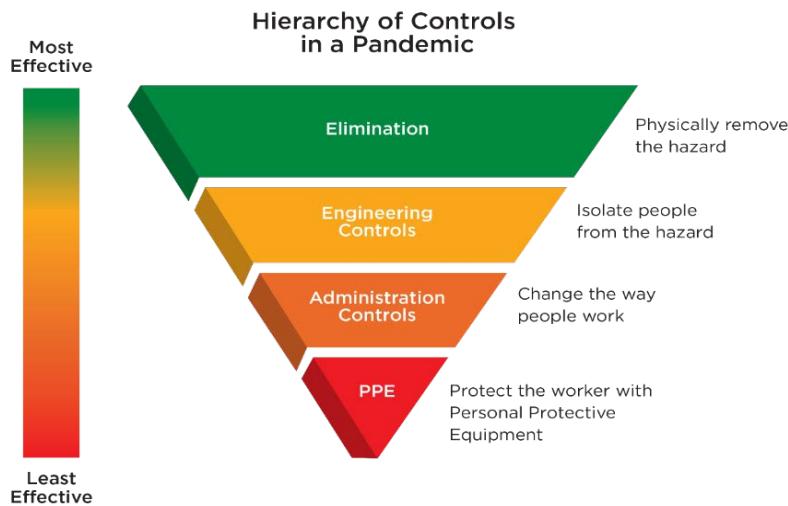 Hierarchy of Controls
in a Pandemic
Most
Effective
Elimination
Physically remove
the hazard
Engineering
Controls
Isolate people
from the hazard
Administration
Controls
Change the way
people work
PPE
Protect the worker with
Personal Protective
Equipment
Least
Effective